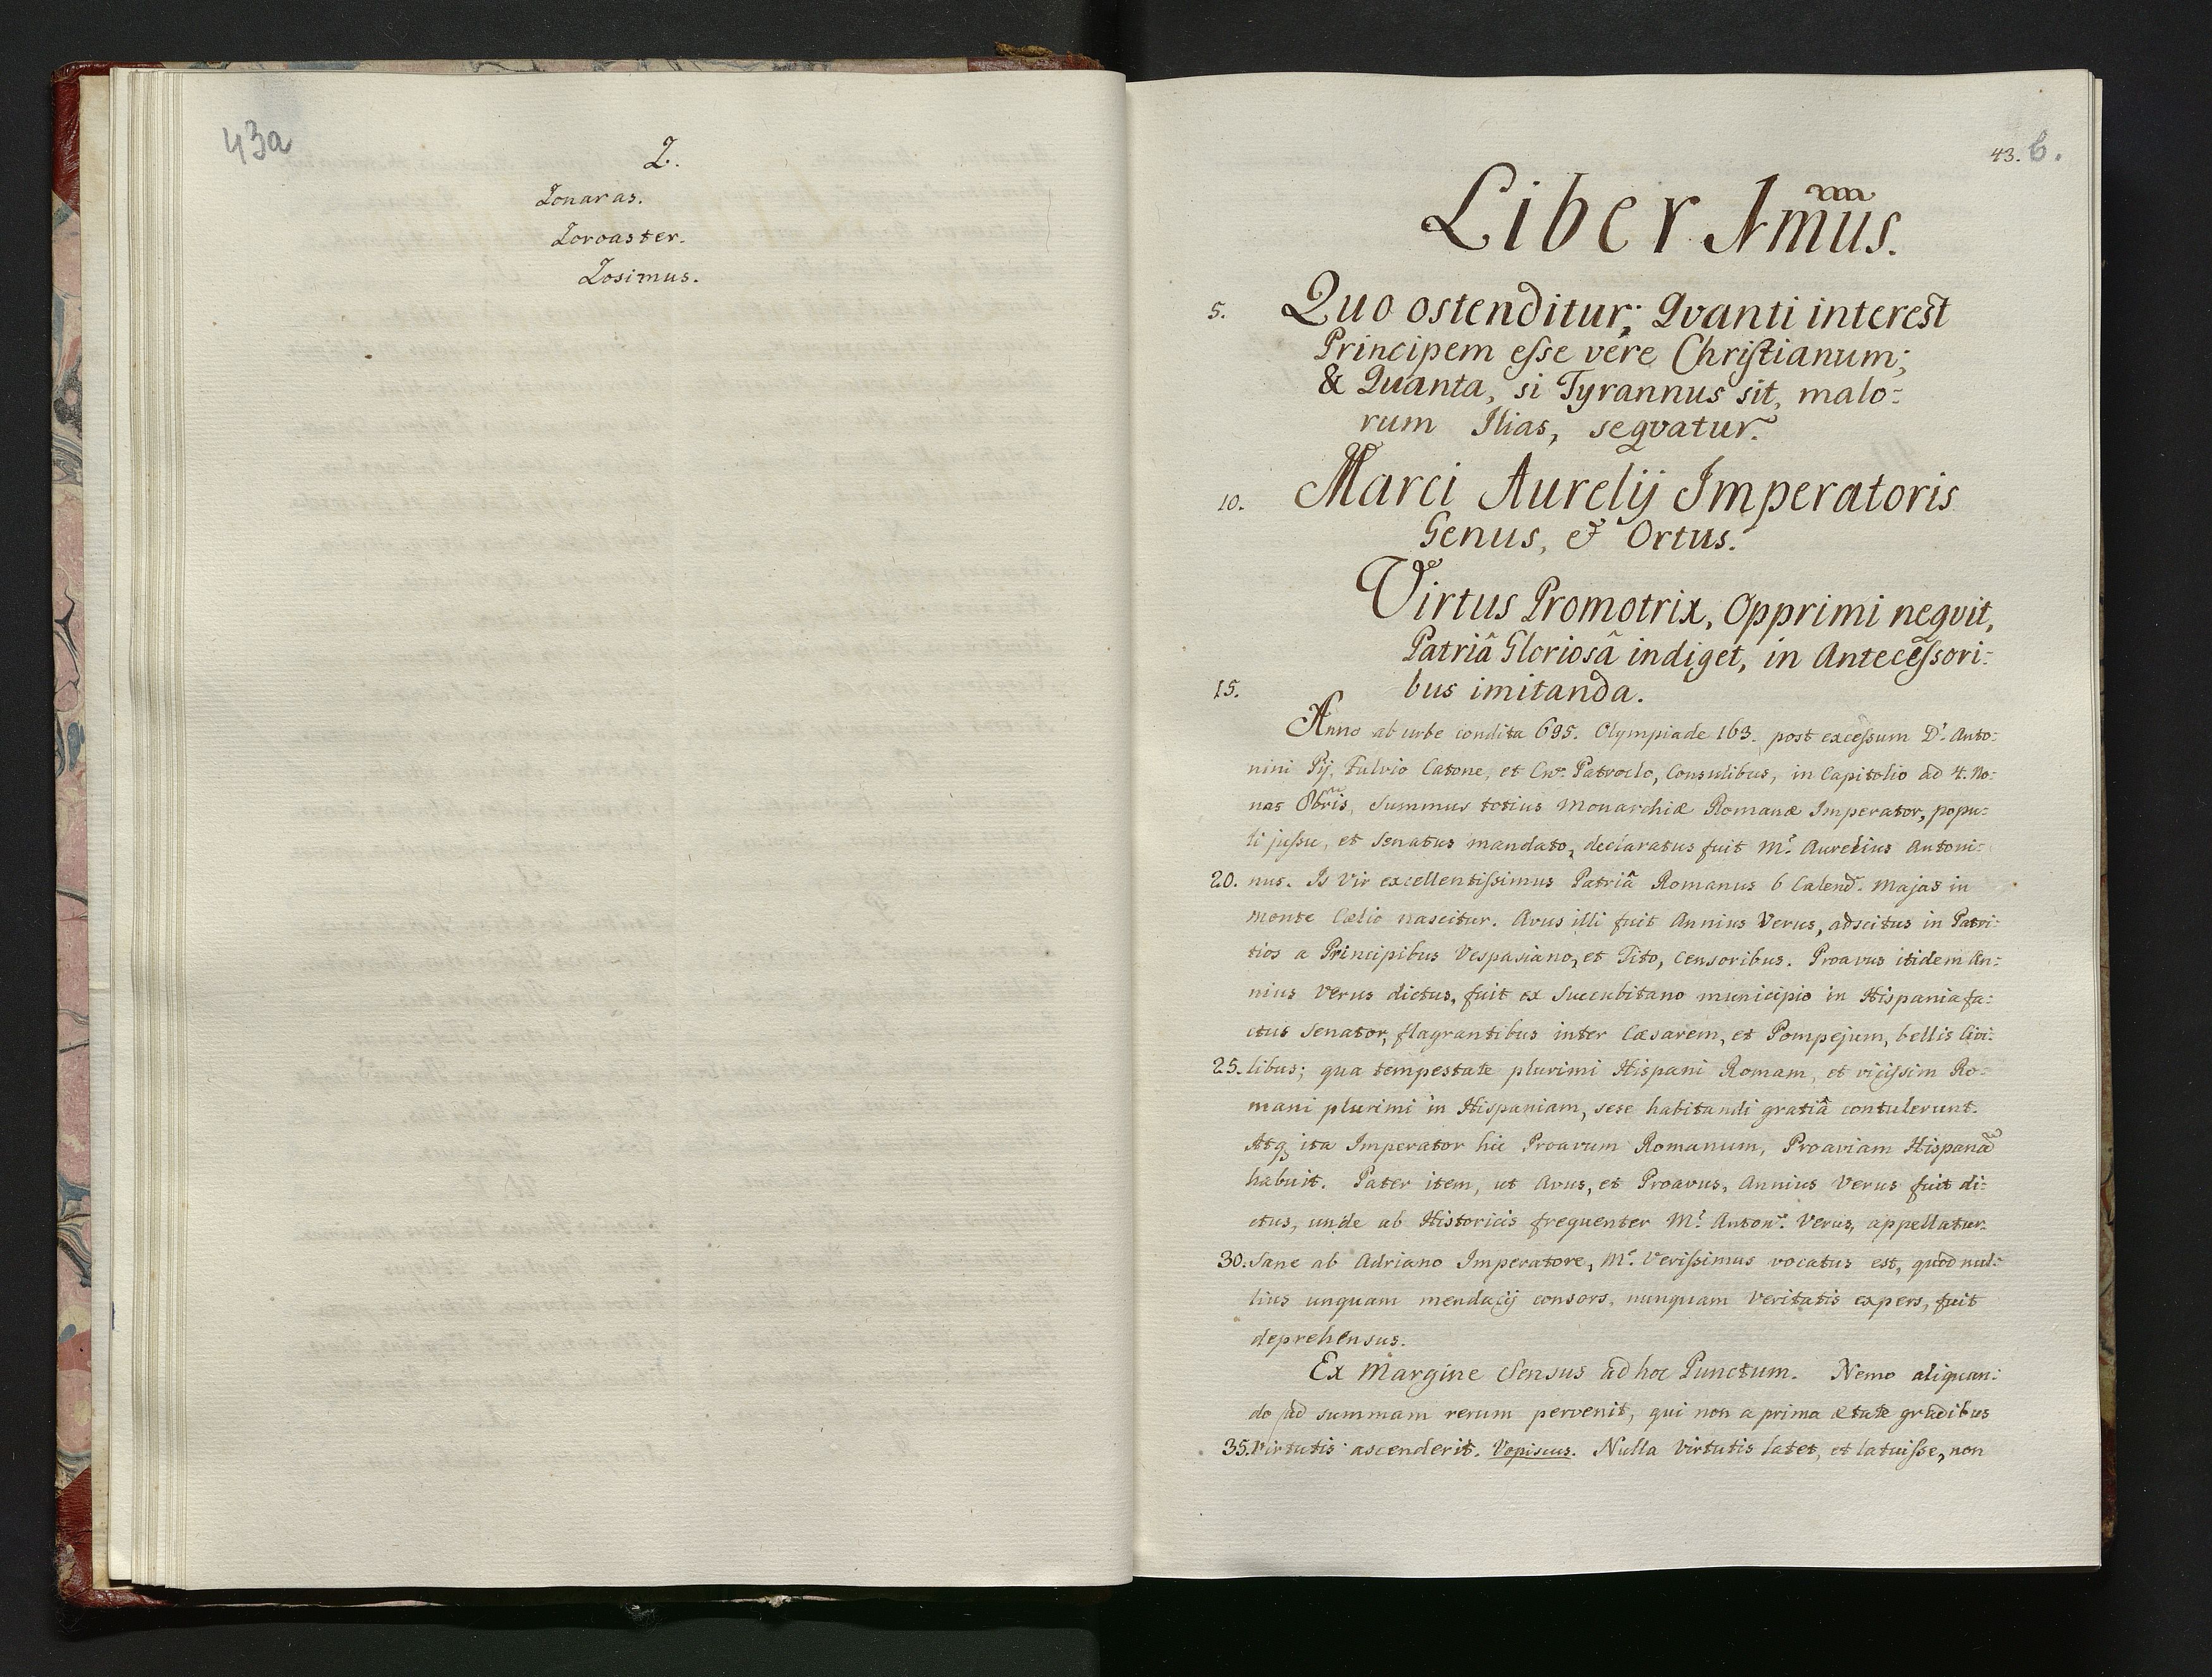 43a
Z.
Zonaras.
Zoroaster.
Zosimus.
43. b.
Liber Imus.
5. Quo ostenditur; Qvanti interest
Principem esse vere Christianum;
& Quanta, si Tyrannus sit, malo:
rum Ilias, seqvatur.
10. Marci Aurelij Imperatoris
Genus, & Ortus.
Virtus Promotrix, Opprimi neqvit,
Patriâ Gloriosâ indiget, in Antecessori:
15. bus imitanda.
Anno ab urbe condita 695. Olympiade 163. post excessum D. Anto:
nini Pij, Fulvio Catone, et Cn. Patroclo, Consulibus, in Capitolio ad 4. No:
nas Obris, Summus totius Monarchiæ Romanæ Imperator, popu:
li jussu, et Senatus mandato, declaratus fuit M. Aurelius Antoni:
20. nus. Is Vir excellentissimus Patriâ Romanus 6 Calend. Majas in
monte Cælio nascitur. Avus illi fuit Annius Verus, adscitus in Patri:
tios a Principibus Vespasiano, et Tito, Censoribus. Proavus itidem An:
nius Verus dictus, fuit ex Succubitano municipio in Hispania fa:
ctus Senator, flagrantibus inter Cæsarem, et Pompejum, bellis Civi:
25. libus; qua tempestate plurimi Hispani Romam, et vicissim Ro:
mani plurimi in Hispaniam, sese habitandi gratiâ contulerunt.
Atq ita Imperator hic Proavum Romanum, Proaviam Hispanã
habuit. Pater item, ut Avus, et Proavus, Annius Verus fuit di:
ctus, unde ab Historicis frequenter M. Anton. Verus, appellatur.
30. Sane ab Adriano Imperatore, M. Verissimus vocatus est, quod nul:
lius unquam mendacij consors, nunquam Veritatis expers, fuit
deprehensus.
Ex Margine Sensus ad hoc Punctum. Nemo aliquan:
do ad summam rerum pervenit, qui non a prima ætate gradibus
35. Virtutis ascenderit. Vopiscus. Nulla Virtutis latet, et latuisse, non